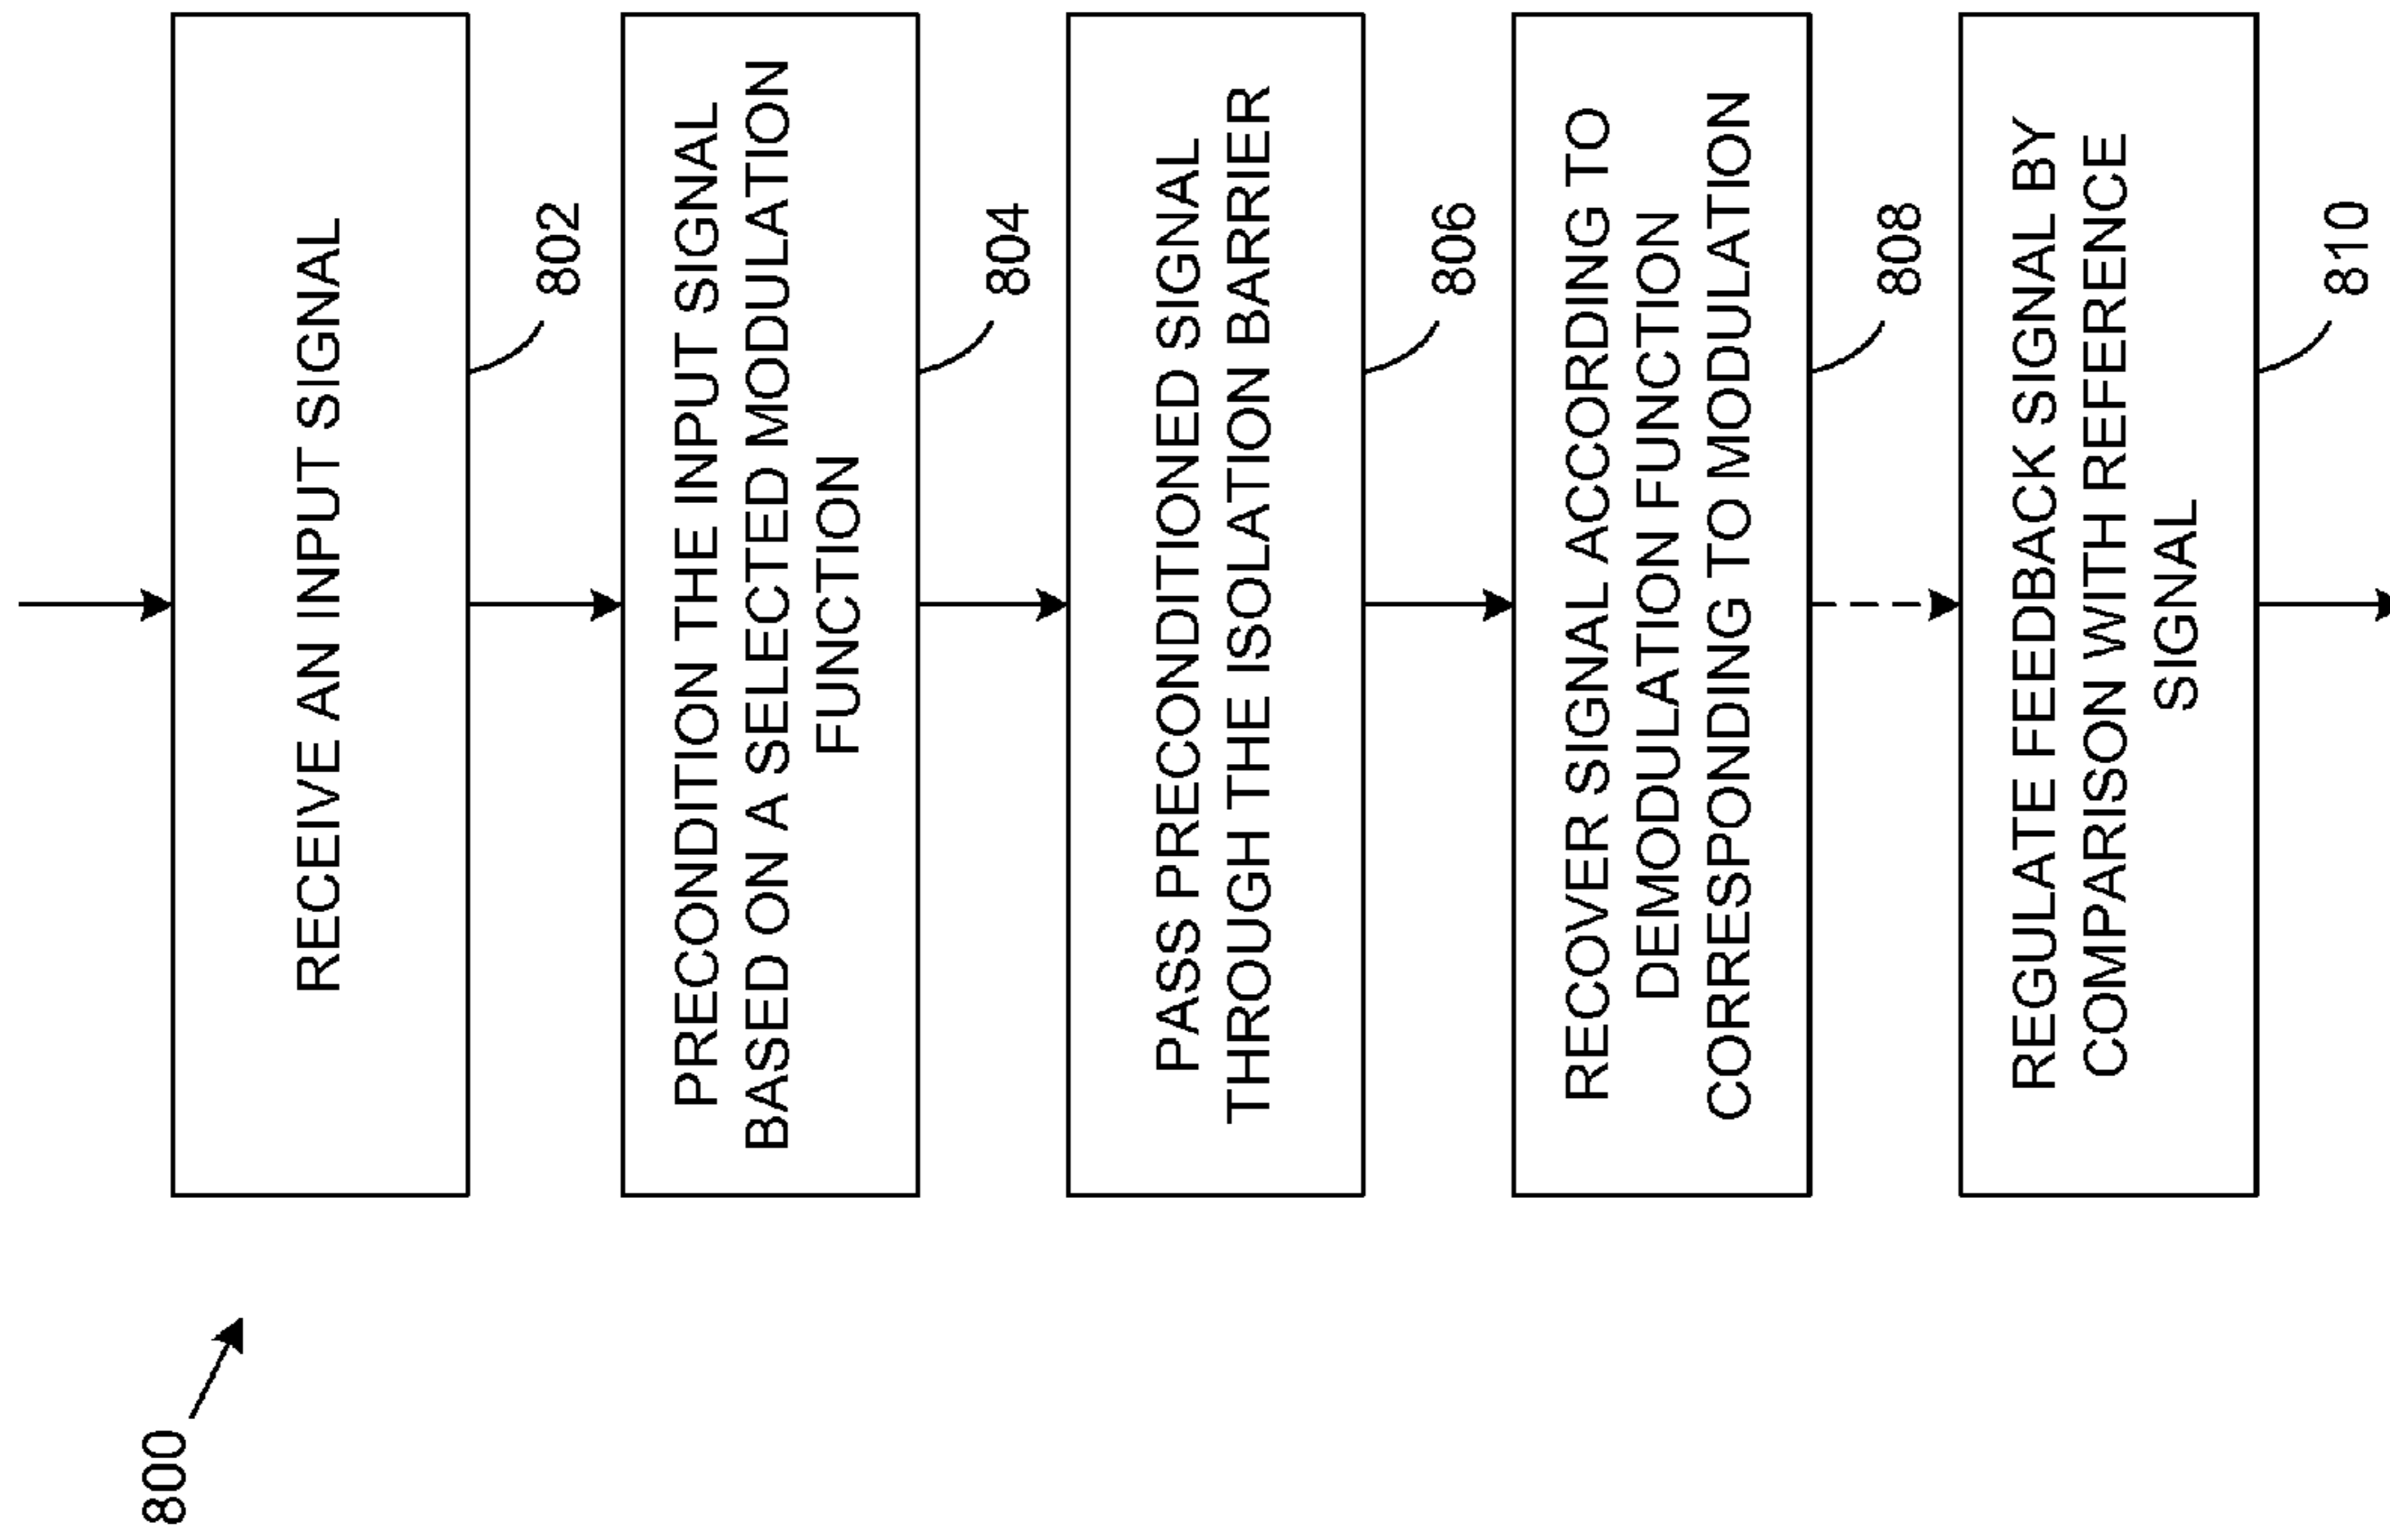 800
RECEIVE AN INPUT SIGNAL
802
PRECONDITION THE INPUT SIGNAL
BASED ON A SELECTED MODULATION
FUNCTION
804
PASS PRECONDITIONED SIGNAL
THROUGH THE ISOLATION BARRIER
806
RECOVER SIGNAL ACCORDING TO
DEMODULATION FUNCTION
CORRESPONDING TO MODULATION
808
REGULATE FEEDBACK SIGNAL BY
COMPARISON WITH REFERENCE
SIGNAL
810